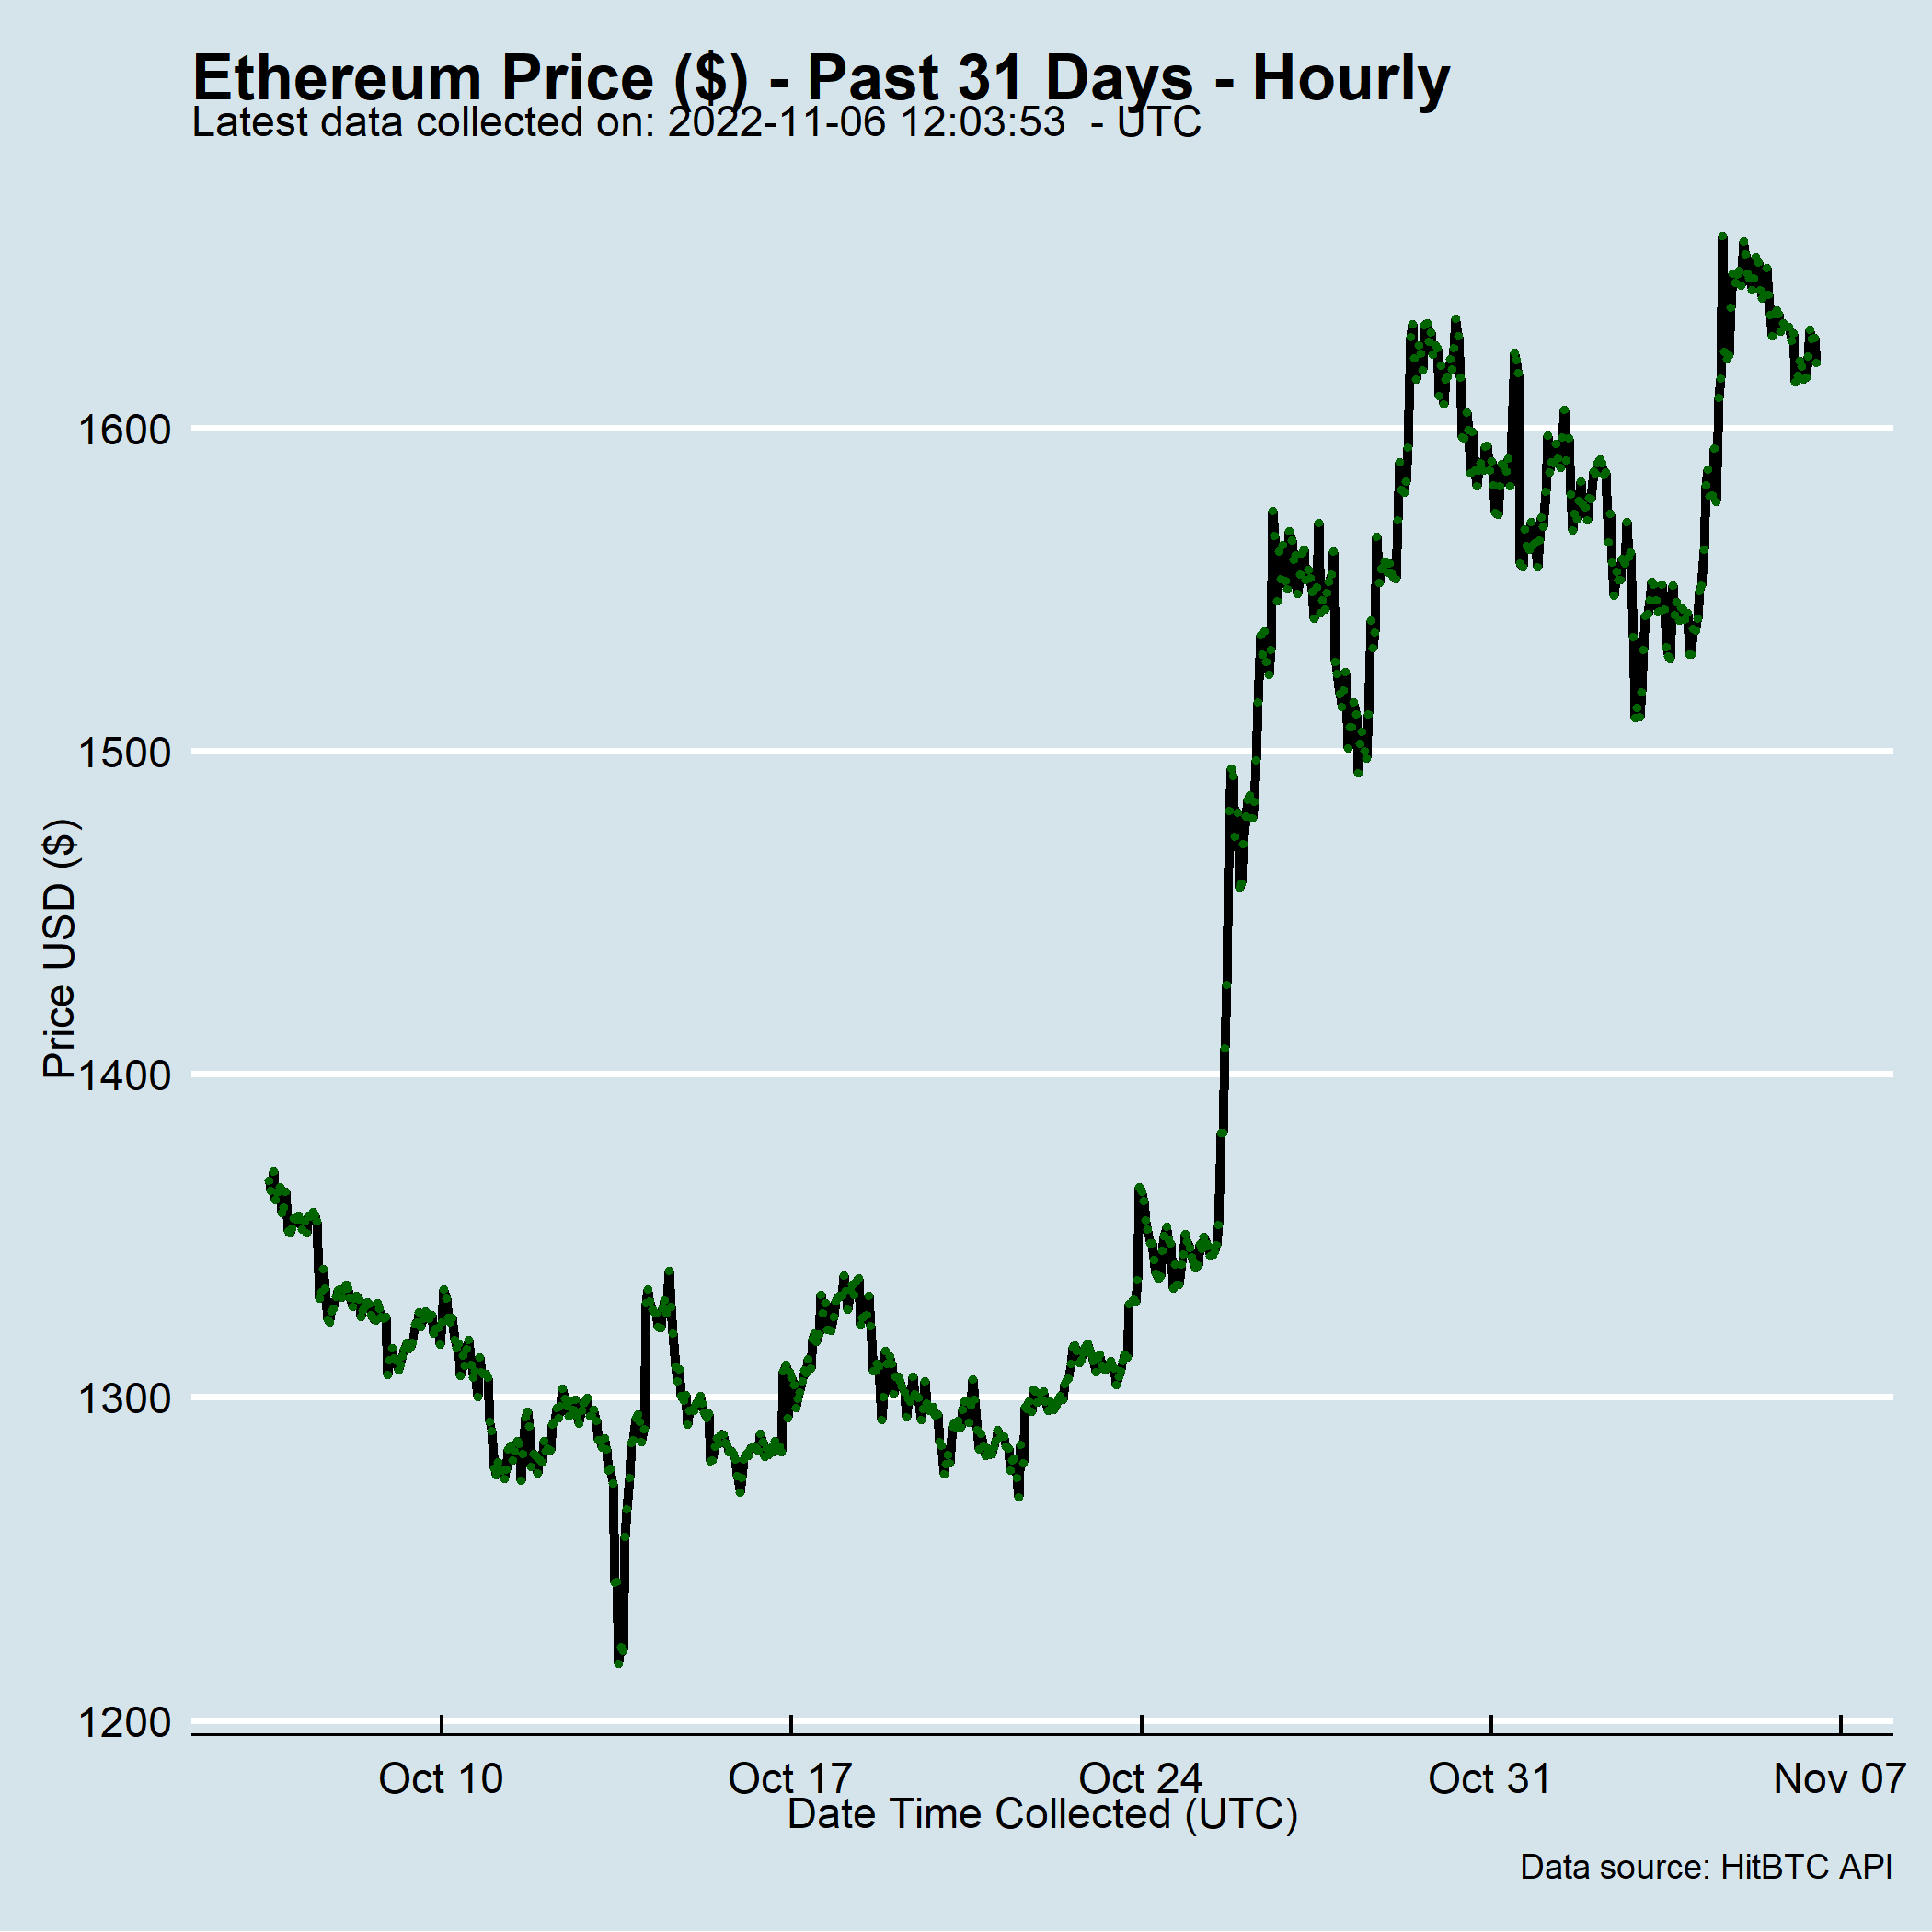 Ethereum Price ($) - Past 31 Days - Hourly
Latest data collected on: 2022-11-06 12:03:53  - UTC
1600
1500
1400
1300
1200
Price USD ($)
Oct 10
Oct 17
Oct 24
Oct 31
Nov 07
Date Time Collected (UTC)
Data source: HitBTC API